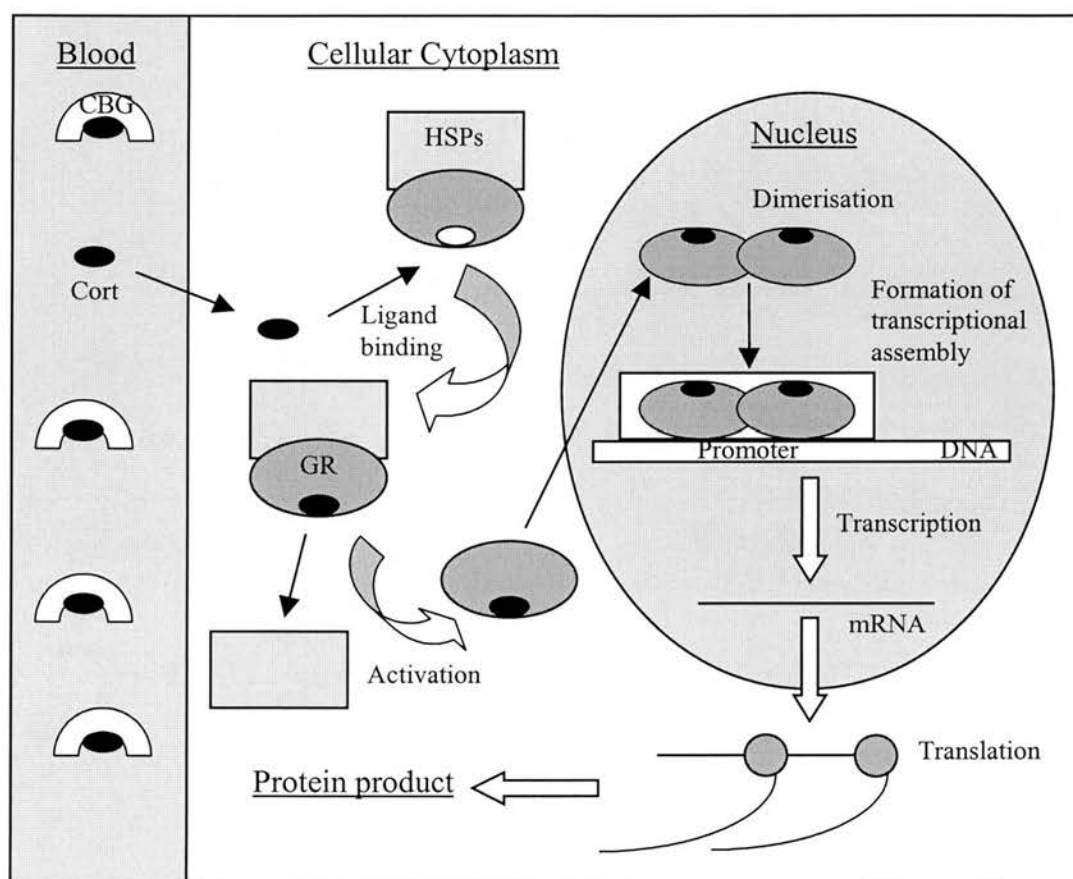 Blood
CBG
Cort
Cellular Cytoplasm
HSPs
Ligand
binding
GR
Activation
Nucleus
Dimerisation
Formation of
transcriptional
assembly
Promoter
DNA
Transcription
mRNA
Translation
Protein product